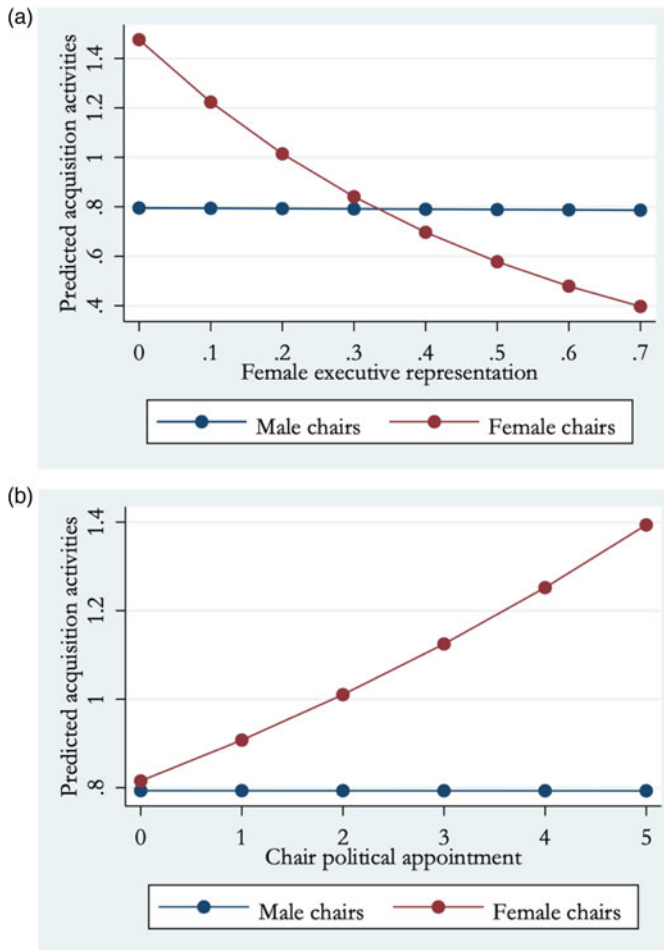 (a)
Predicted acquisition activities
1.4
1.2
1
.8
.6
.4
0 .1 .2 .3 .4 .5 .6 .7
Female executive representation
Male chairs Female chairs
(b)
Predicted acquisition activities
1.4
1.2
1
.8
0 1 2 3 4 5
Chair political appointment
Male chairs Female chairs